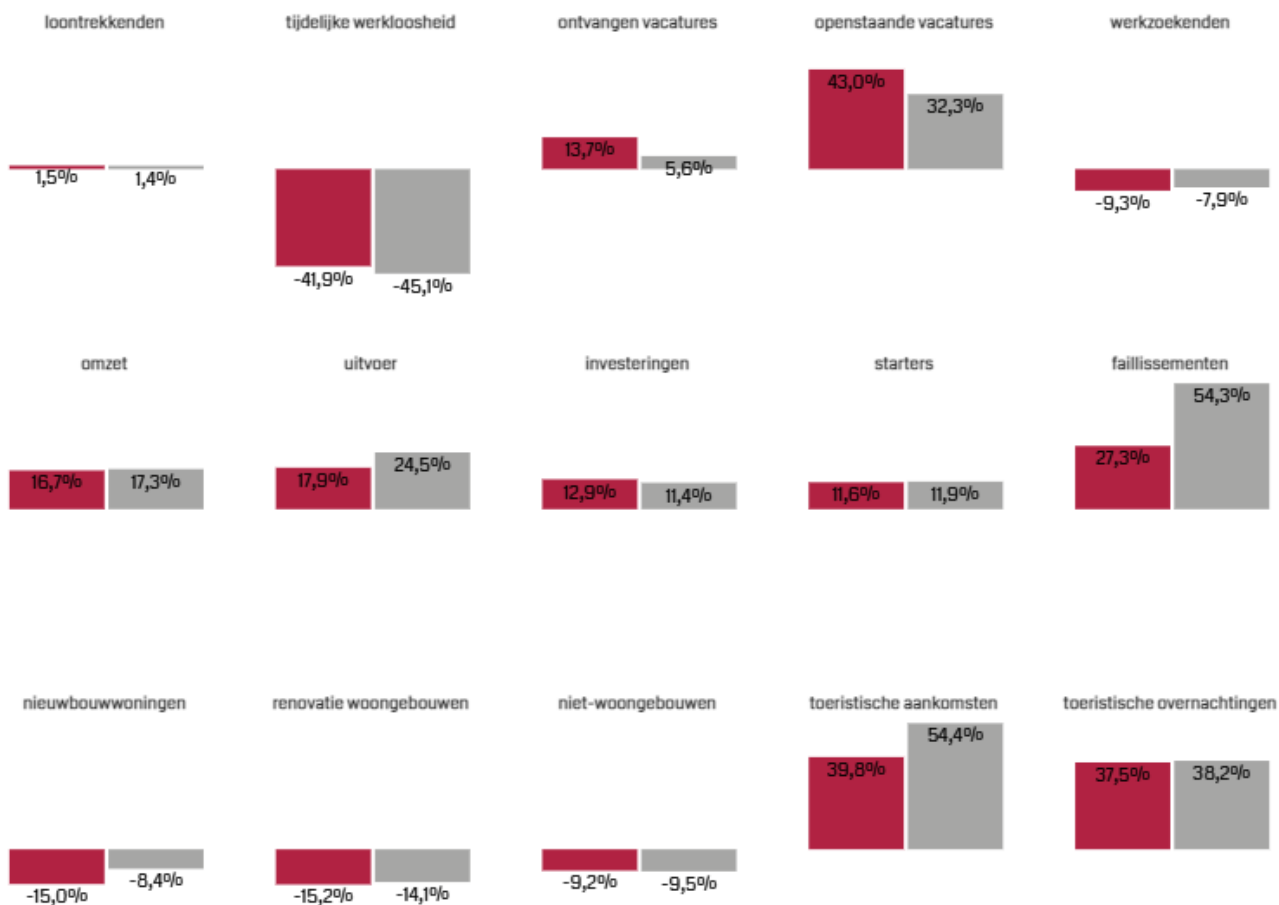 loontrekkenden tijdelijke werkloosheid ontvangen vacatures openstaande vacatures werkzoekenden
43,0%
32,3%
13,7%
5,6%
1,5% 1,4%
-9,3% -7,9%
-41,9% -45,1%
omzet uitvoer investeringen starters faillissementen
54,3%
27,3%
24,5%
16,7% 17,3% 17,9% 12,9% 11,4% 11,6% 11,9%
nieuwbouwwoningen renovatie woongebouwen niet-woongebouwen toeristische aankomsten toeristische overnachtingen
54,4%
39,8% 37,5% 38,2%
-15,0% -8,4% -15,2% -14,1% -9,2% -9,5%